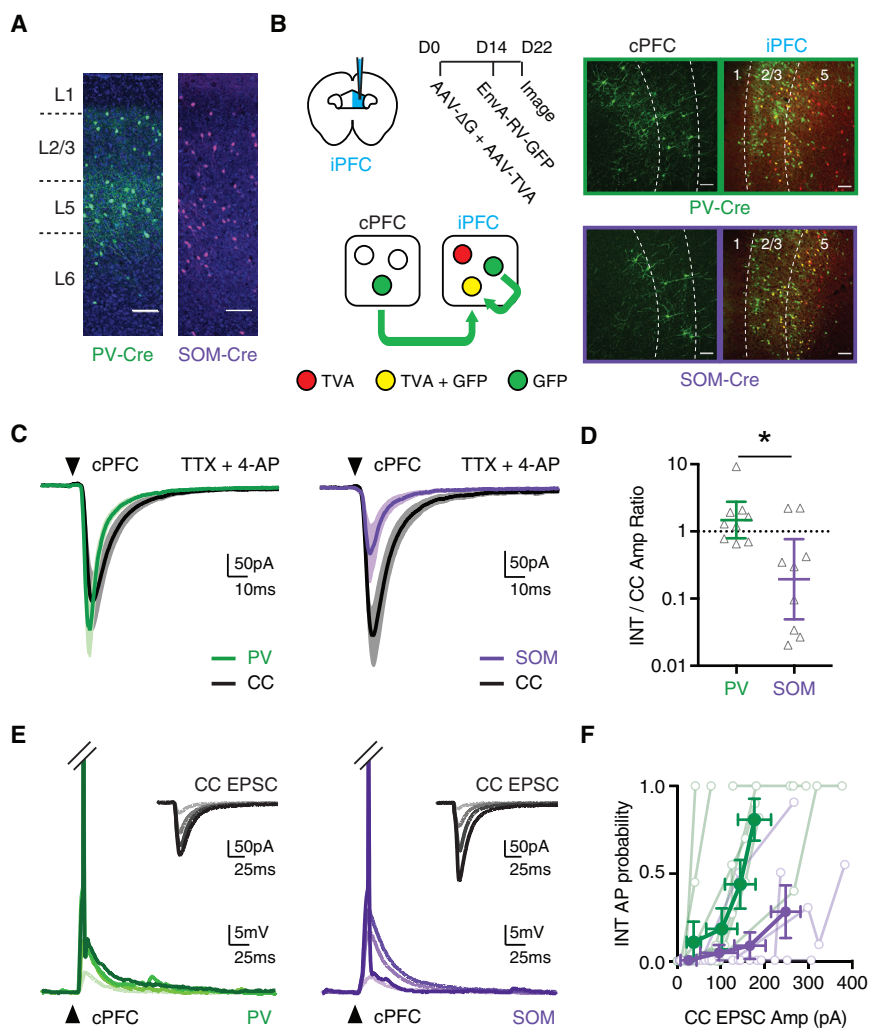 A
L1
L2/3
L5
L6
PV-Cre
SOM-Cre
B
D0
D14
D22
AAV-ΔG + AAV-TVA
EnvA-RV-GFP
Image
iPFC
cPFC
iPFC
TVA
TVA + GFP
GFP
cPFC
iPFC
1
2/3
5
PV-Cre
1
2/3
5
SOM-Cre
C
cPFC
TTX + 4-AP
50pA
10ms
PV
CC
cPFC
TTX + 4-AP
50pA
10ms
SOM
CC
D
*
INT / CC Amp Ratio
10
1
0.1
0.01
PV
SOM
E
CC EPSC
50pA
25ms
5mV
25ms
cPFC
PV
CC EPSC
50pA
25ms
5mV
25ms
cPFC
SOM
F
INT AP probability
1.0
0.5
0.0
0
100
200
300
400
CC EPSC Amp (pA)